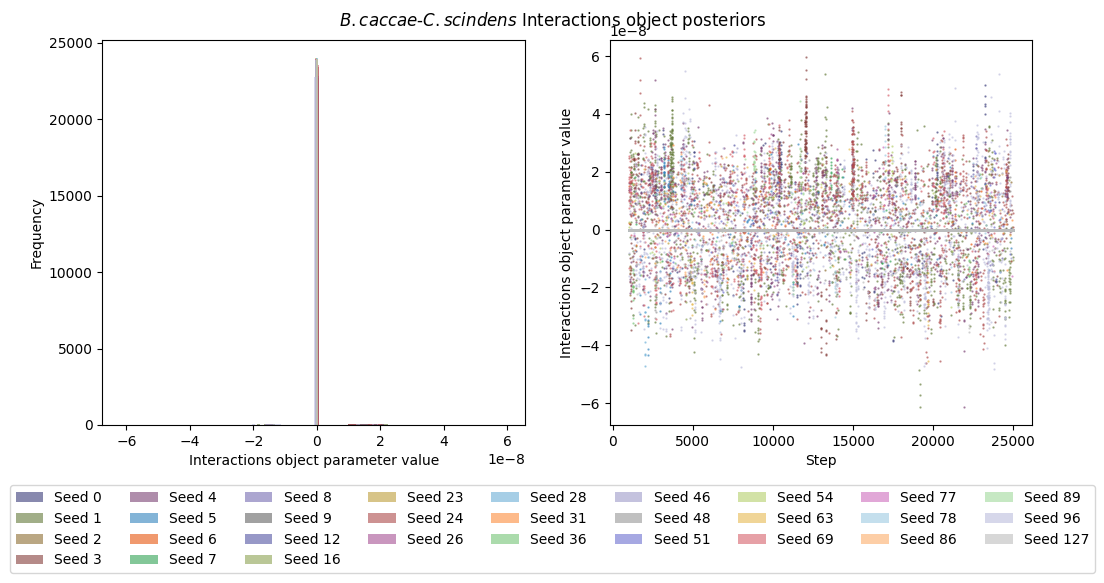 B. caccae-C. scindens Interactions object posteriors
25000
20000
15000
10000
5000
0
Frequency
−6 −4 −2 0 2 4 6
1e−8
Interactions object parameter value
1e−8
6
4
2
0
−2
−4
−6
Interactions object parameter value
0 5000 10000 15000 20000 25000
Step
Seed 0 Seed 4 Seed 8 Seed 23 Seed 28 Seed 46 Seed 54 Seed 77 Seed 89
Seed 1 Seed 5 Seed 9 Seed 24 Seed 31 Seed 48 Seed 63 Seed 78 Seed 96
Seed 2 Seed 6 Seed 12 Seed 26 Seed 36 Seed 51 Seed 69 Seed 86 Seed 127
Seed 3 Seed 7 Seed 16